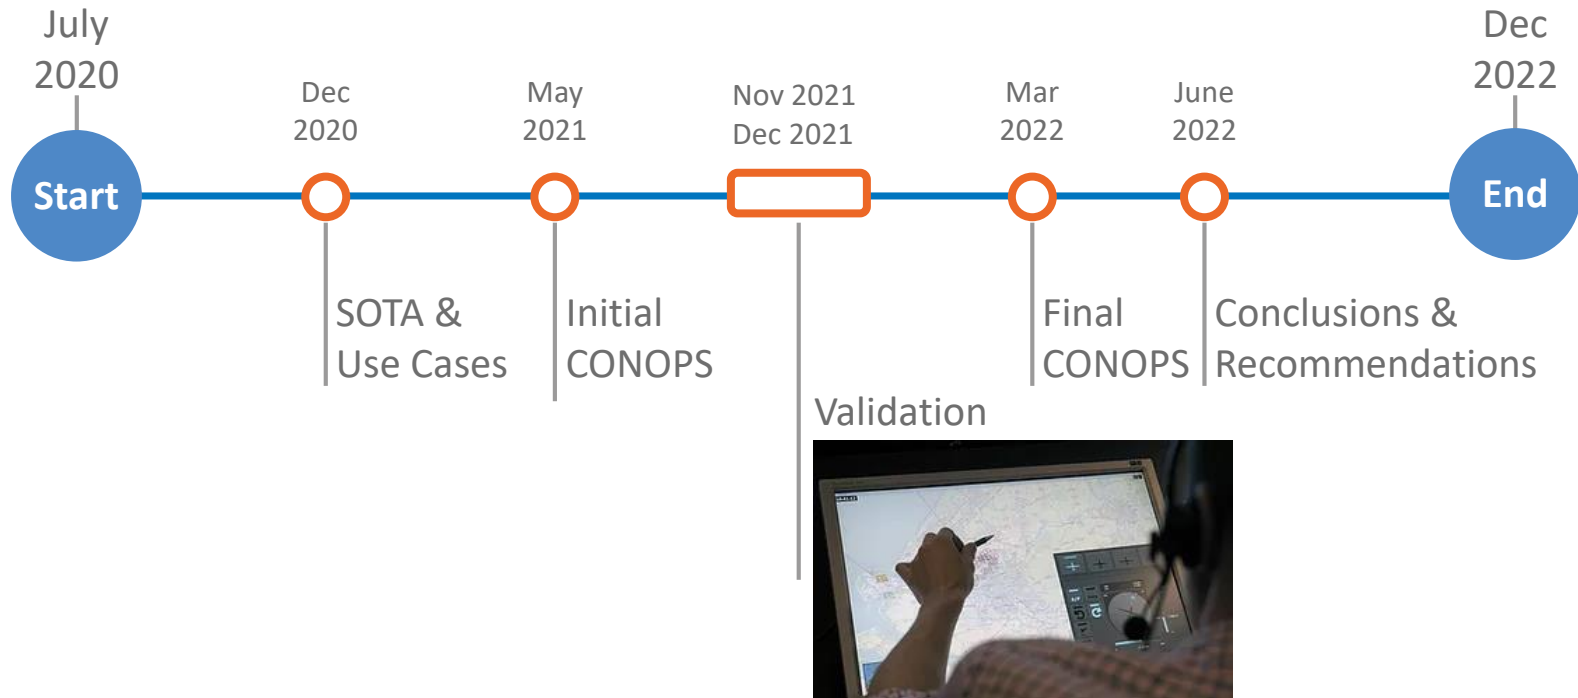 July
2020
Dec
2020
May
2021
Nov 2021
Dec 2021
Mar
2022
June
2022
Dec
2022
Start
End
SOTA &
Use Cases
Initial
CONOPS
Final
CONOPS
Conclusions &
Recommendations
Validation